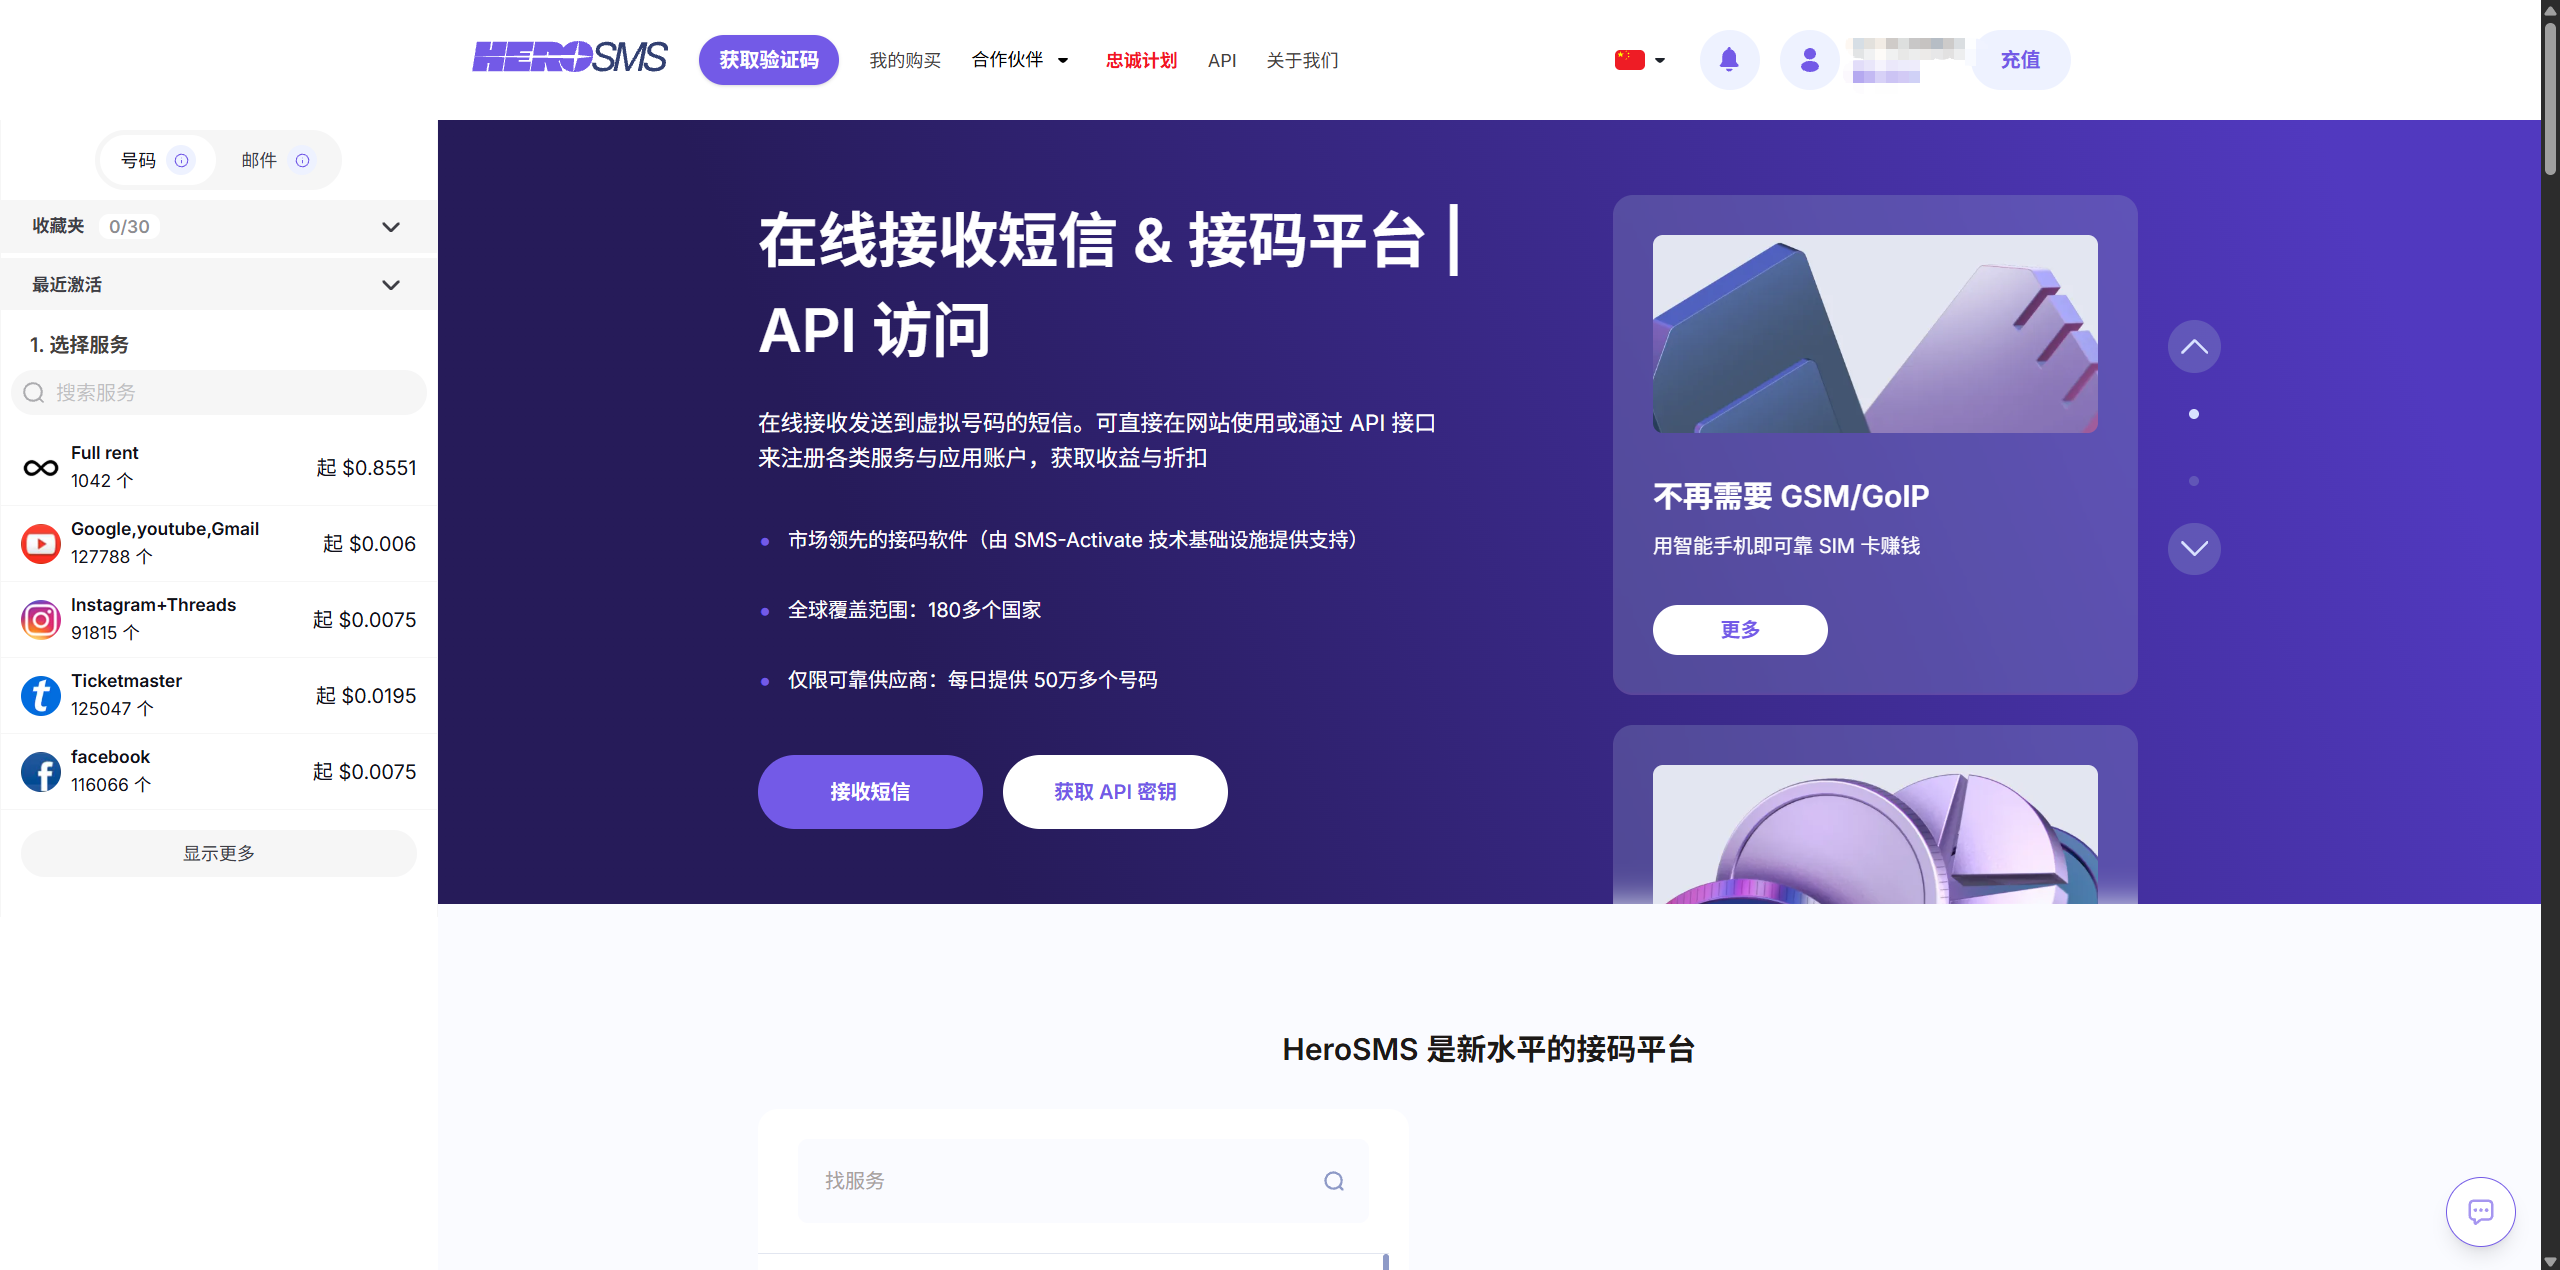 HEROSMS
获取验证码
我的购买
合作伙伴
忠诚计划
API
关于我们
充值
号码
邮件
收藏夹 0/30
最近激活
1. 选择服务
搜索服务
Full rent
1042 个
起 $0.8551
Google,youtube,Gmail
127788 个
起 $0.006
Instagram+Threads
91815 个
起 $0.0075
Ticketmaster
125047 个
起 $0.0195
facebook
116066 个
起 $0.0075
显示更多
在线接收短信 & 接码平台 |
API 访问
在线接收发送到虚拟号码的短信。可直接在网站使用或通过 API 接口
来注册各类服务与应用账户，获取收益与折扣
市场领先的接码软件（由 SMS-Activate 技术基础设施提供支持）
全球覆盖范围：180多个国家
仅限可靠供应商：每日提供 50万多个号码
接收短信
获取 API 密钥
不再需要 GSM/GoIP
用智能手机即可靠 SIM 卡赚钱
更多
HeroSMS 是新水平的接码平台
找服务